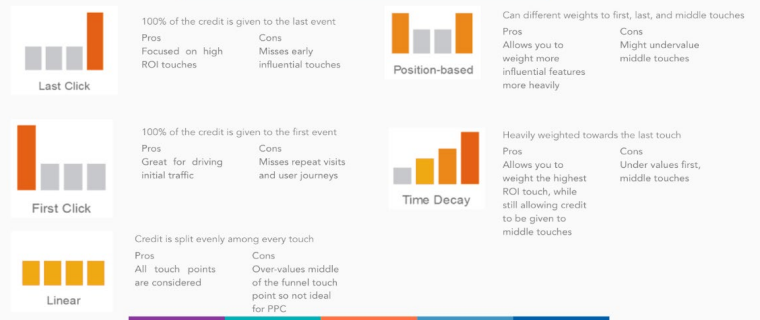 100% of the credit is given to the last event
Pros
Focused on high
ROI touches
Cons
Misses early
influential touches
Last Click
100% of the credit is given to the first event
Pros
Great for driving
initial traffic
Cons
Misses repeat visits
and user journeys
First Click
Credit is split evenly among every touch
Pros
All touch points
are considered
Cons
Over-values middle
of the funnel touch
point so not ideal
for PPC
Linear
Can different weights to first, last, and middle touches
Pros
Allows you to
weight more
influential features
more heavily
Cons
Might undervalue
middle touches
Position-based
Heavily weighted towards the last touch
Pros
Allows you to
weight the highest
ROI touch, while
still allowing credit
to be given to
middle touches
Cons
Under values first,
middle touches
Time Decay